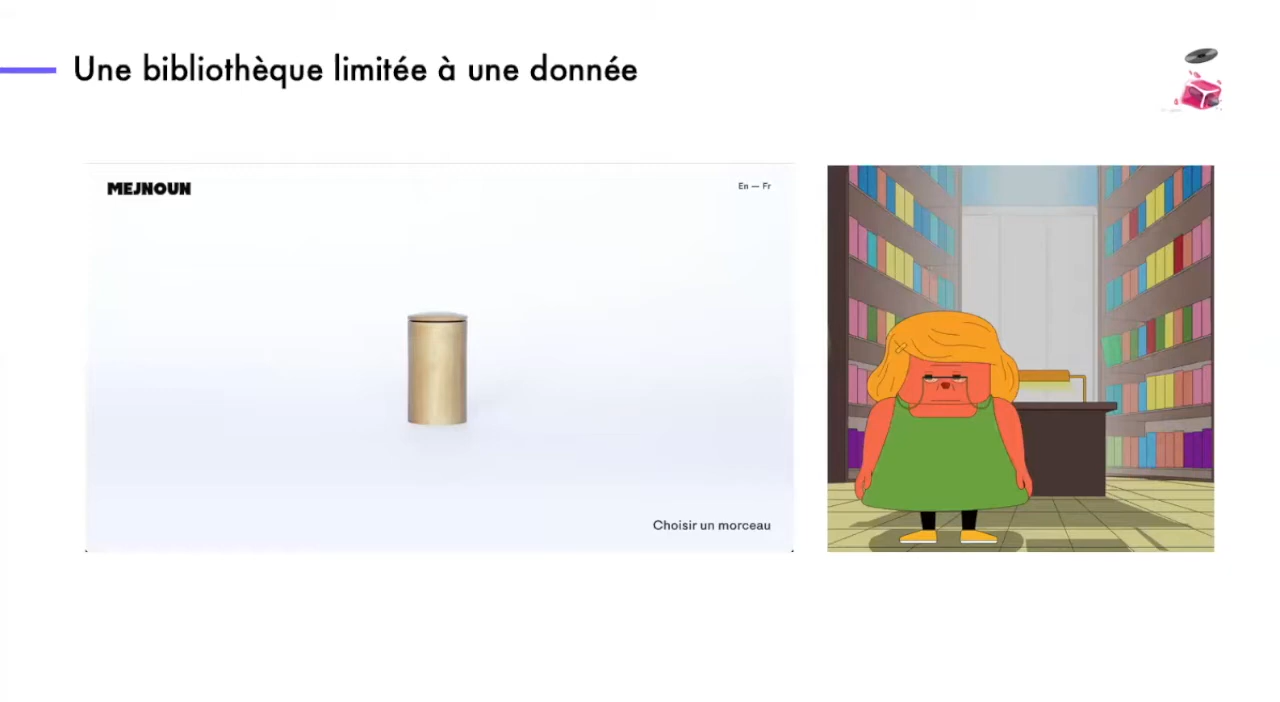 Une bibliothèque limitée à une donnée
MEJNOUN
En — Fr
Choisir un morceau